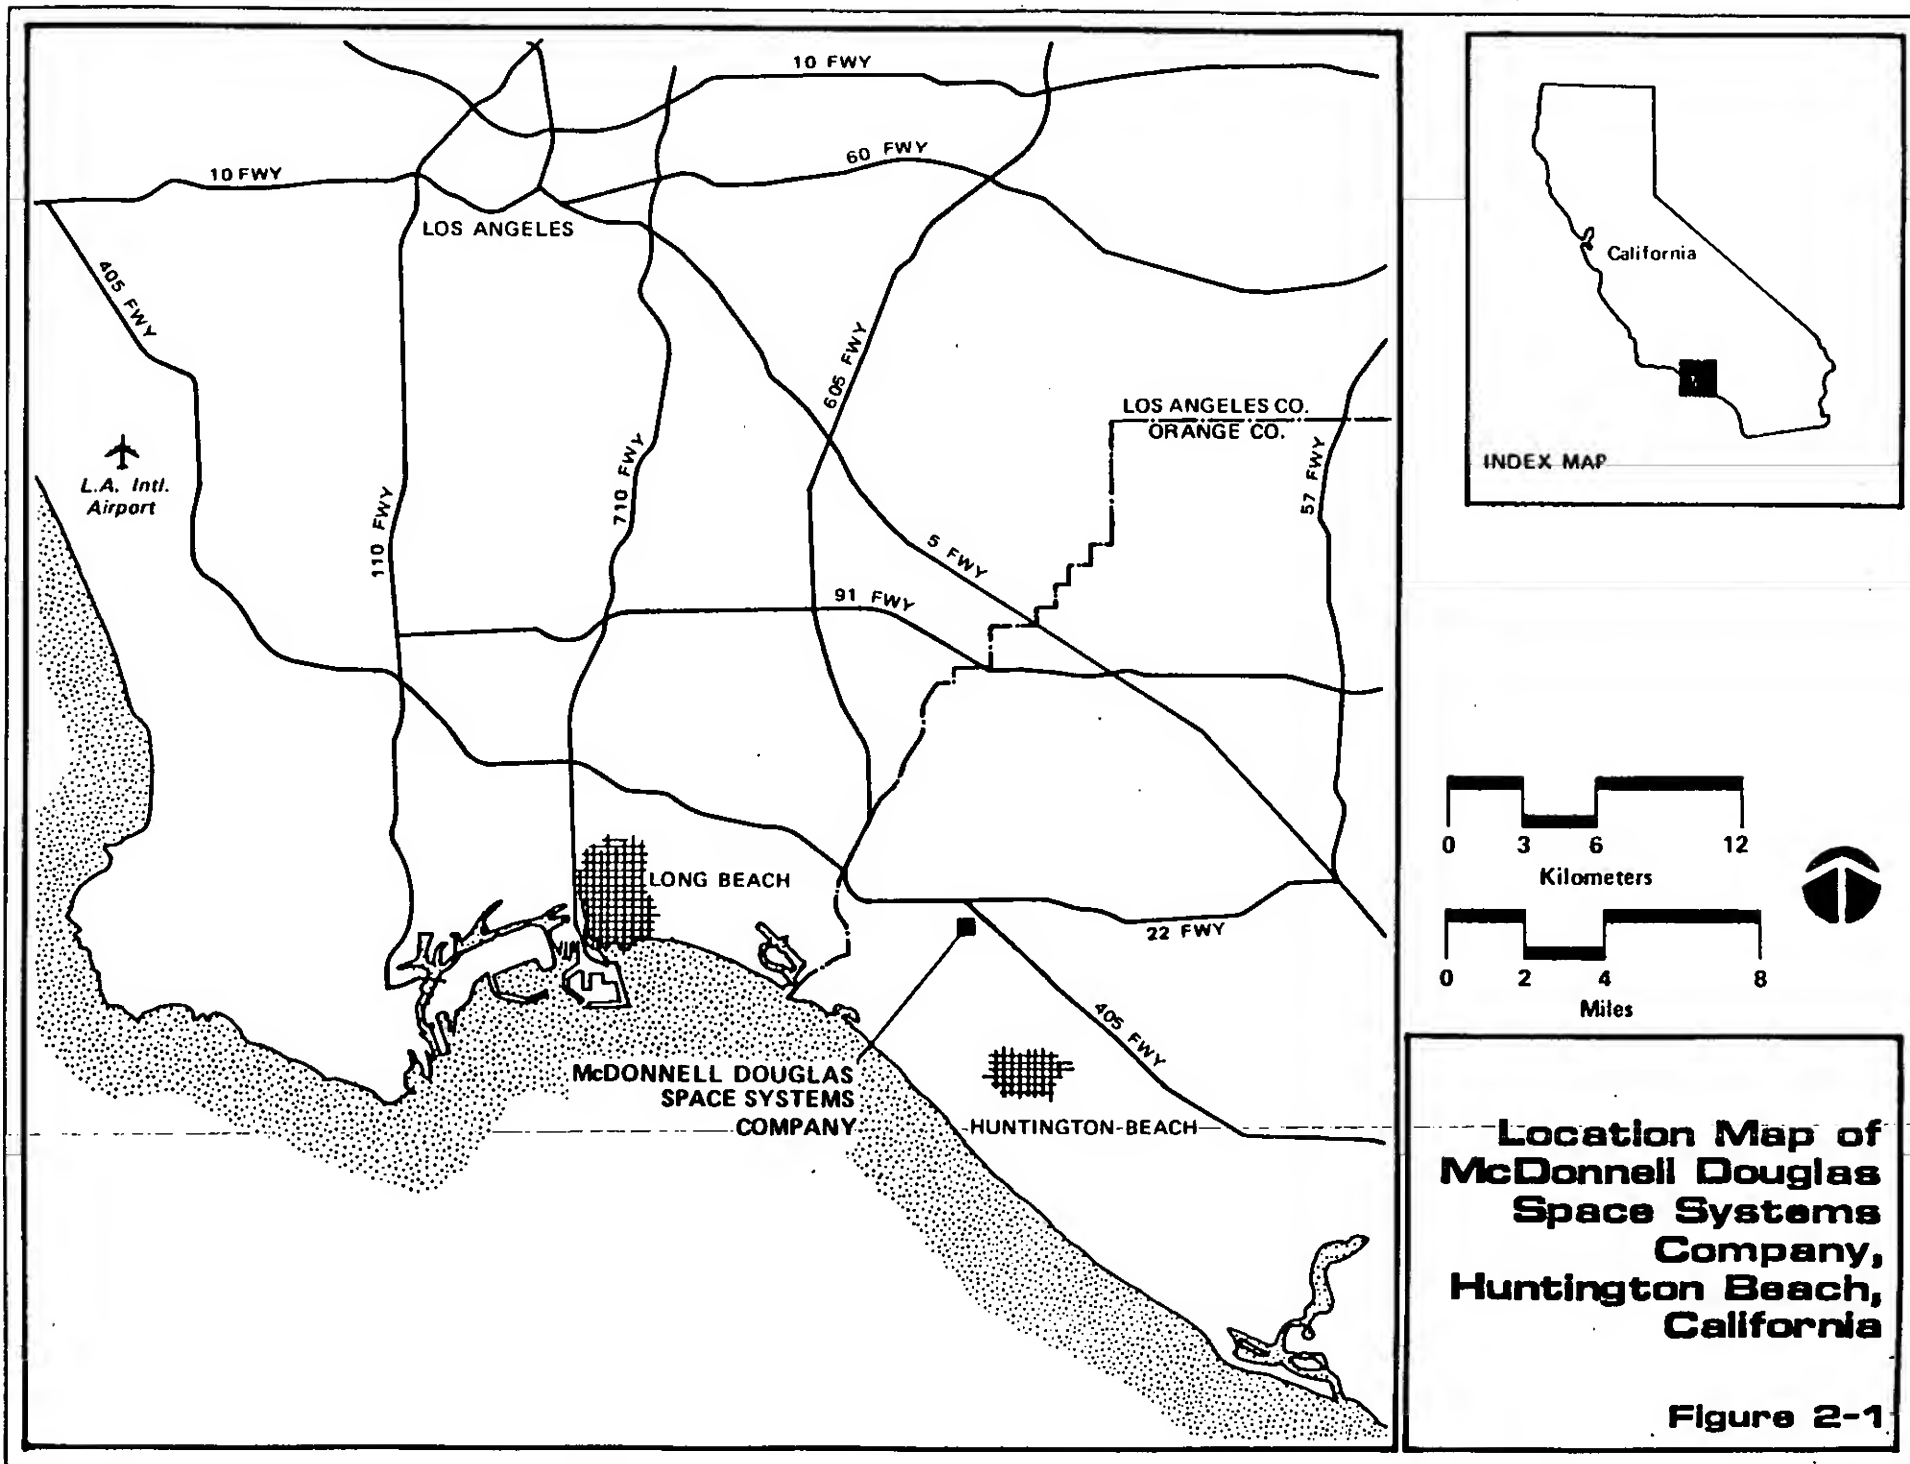 10 FWY
10 FWY
60 FWY
LOS ANGELES
405 FWY
605 FWY
LOS ANGELES CO.
ORANGE CO.
L.A. Intl.
Airport
110 FWY
710 FWY
57 FWY
5 FWY
91 FWY
LONG BEACH
22 FWY
405 FWY
McDONNELL DOUGLAS
SPACE SYSTEMS
COMPANY
HUNTINGTON BEACH
California
INDEX MAP
0 3 6 12
Kilometers
0 2 4 8
Miles
Location Map of
McDonnell Douglas
Space Systems
Company,
Huntington Beach,
California
Figure 2-1